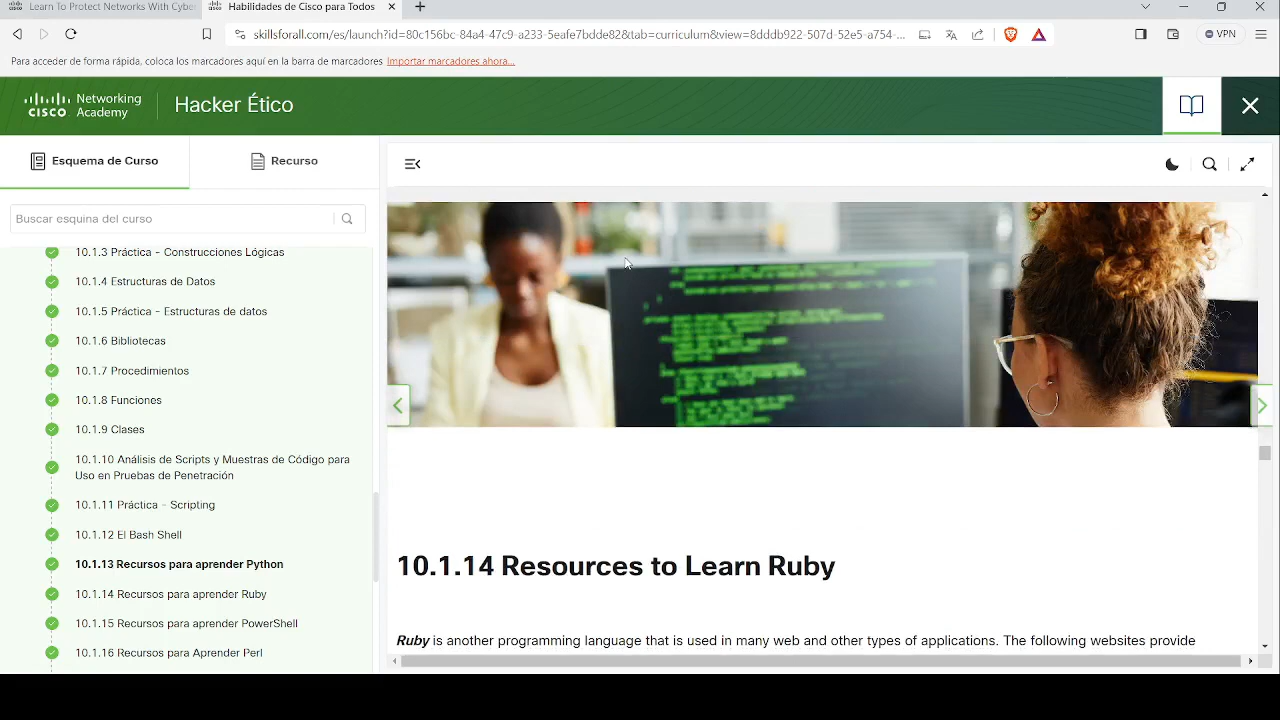 Learn To Protect Networks With Cyber
Habilidades de Cisco para Todos
skillsforall.com/es/launch?id=80c156bc-84a4-47c9-a233-5eafe7bdde82&tab=curriculum&view=8dddb922-507d-52e5-a754-...
VPN
Para acceder de forma rápida, coloca los marcadores aquí en la barra de marcadores Importar marcadores ahora...
CISCO Networking Academy
Hacker Ético
Esquema de Curso
Recurso
Buscar esquina del curso
10.1.3 Práctica - Construcciones Lógicas
10.1.4 Estructuras de Datos
10.1.5 Práctica - Estructuras de datos
10.1.6 Bibliotecas
10.1.7 Procedimientos
10.1.8 Funciones
10.1.9 Clases
10.1.10 Análisis de Scripts y Muestras de Código para
Uso en Pruebas de Penetración
10.1.11 Práctica - Scripting
10.1.12 El Bash Shell
10.1.13 Recursos para aprender Python
10.1.14 Recursos para aprender Ruby
10.1.15 Recursos para aprender PowerShell
10.1.16 Recursos para Aprender Perl
10.1.14 Resources to Learn Ruby
Ruby is another programming language that is used in many web and other types of applications. The following websites provide